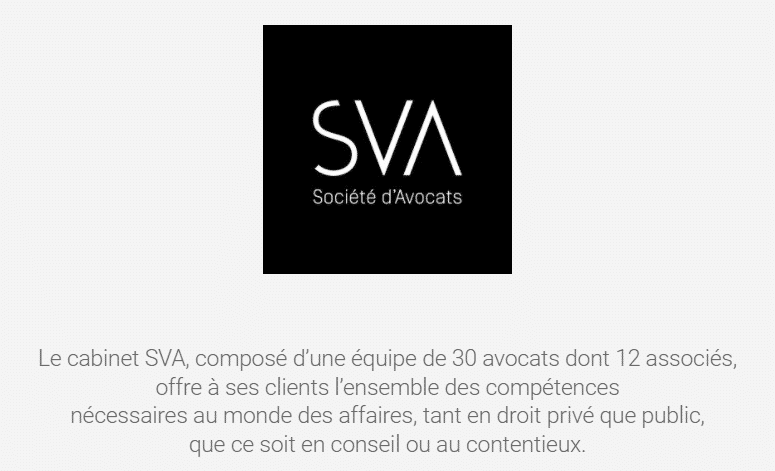 SVA
Société d'Avocats
Le cabinet SVA, composé d’une équipe de 30 avocats dont 12 associés,
offre à ses clients l’ensemble des compétences
nécessaires au monde des affaires, tant en droit privé que public,
que ce soit en conseil ou au contentieux.